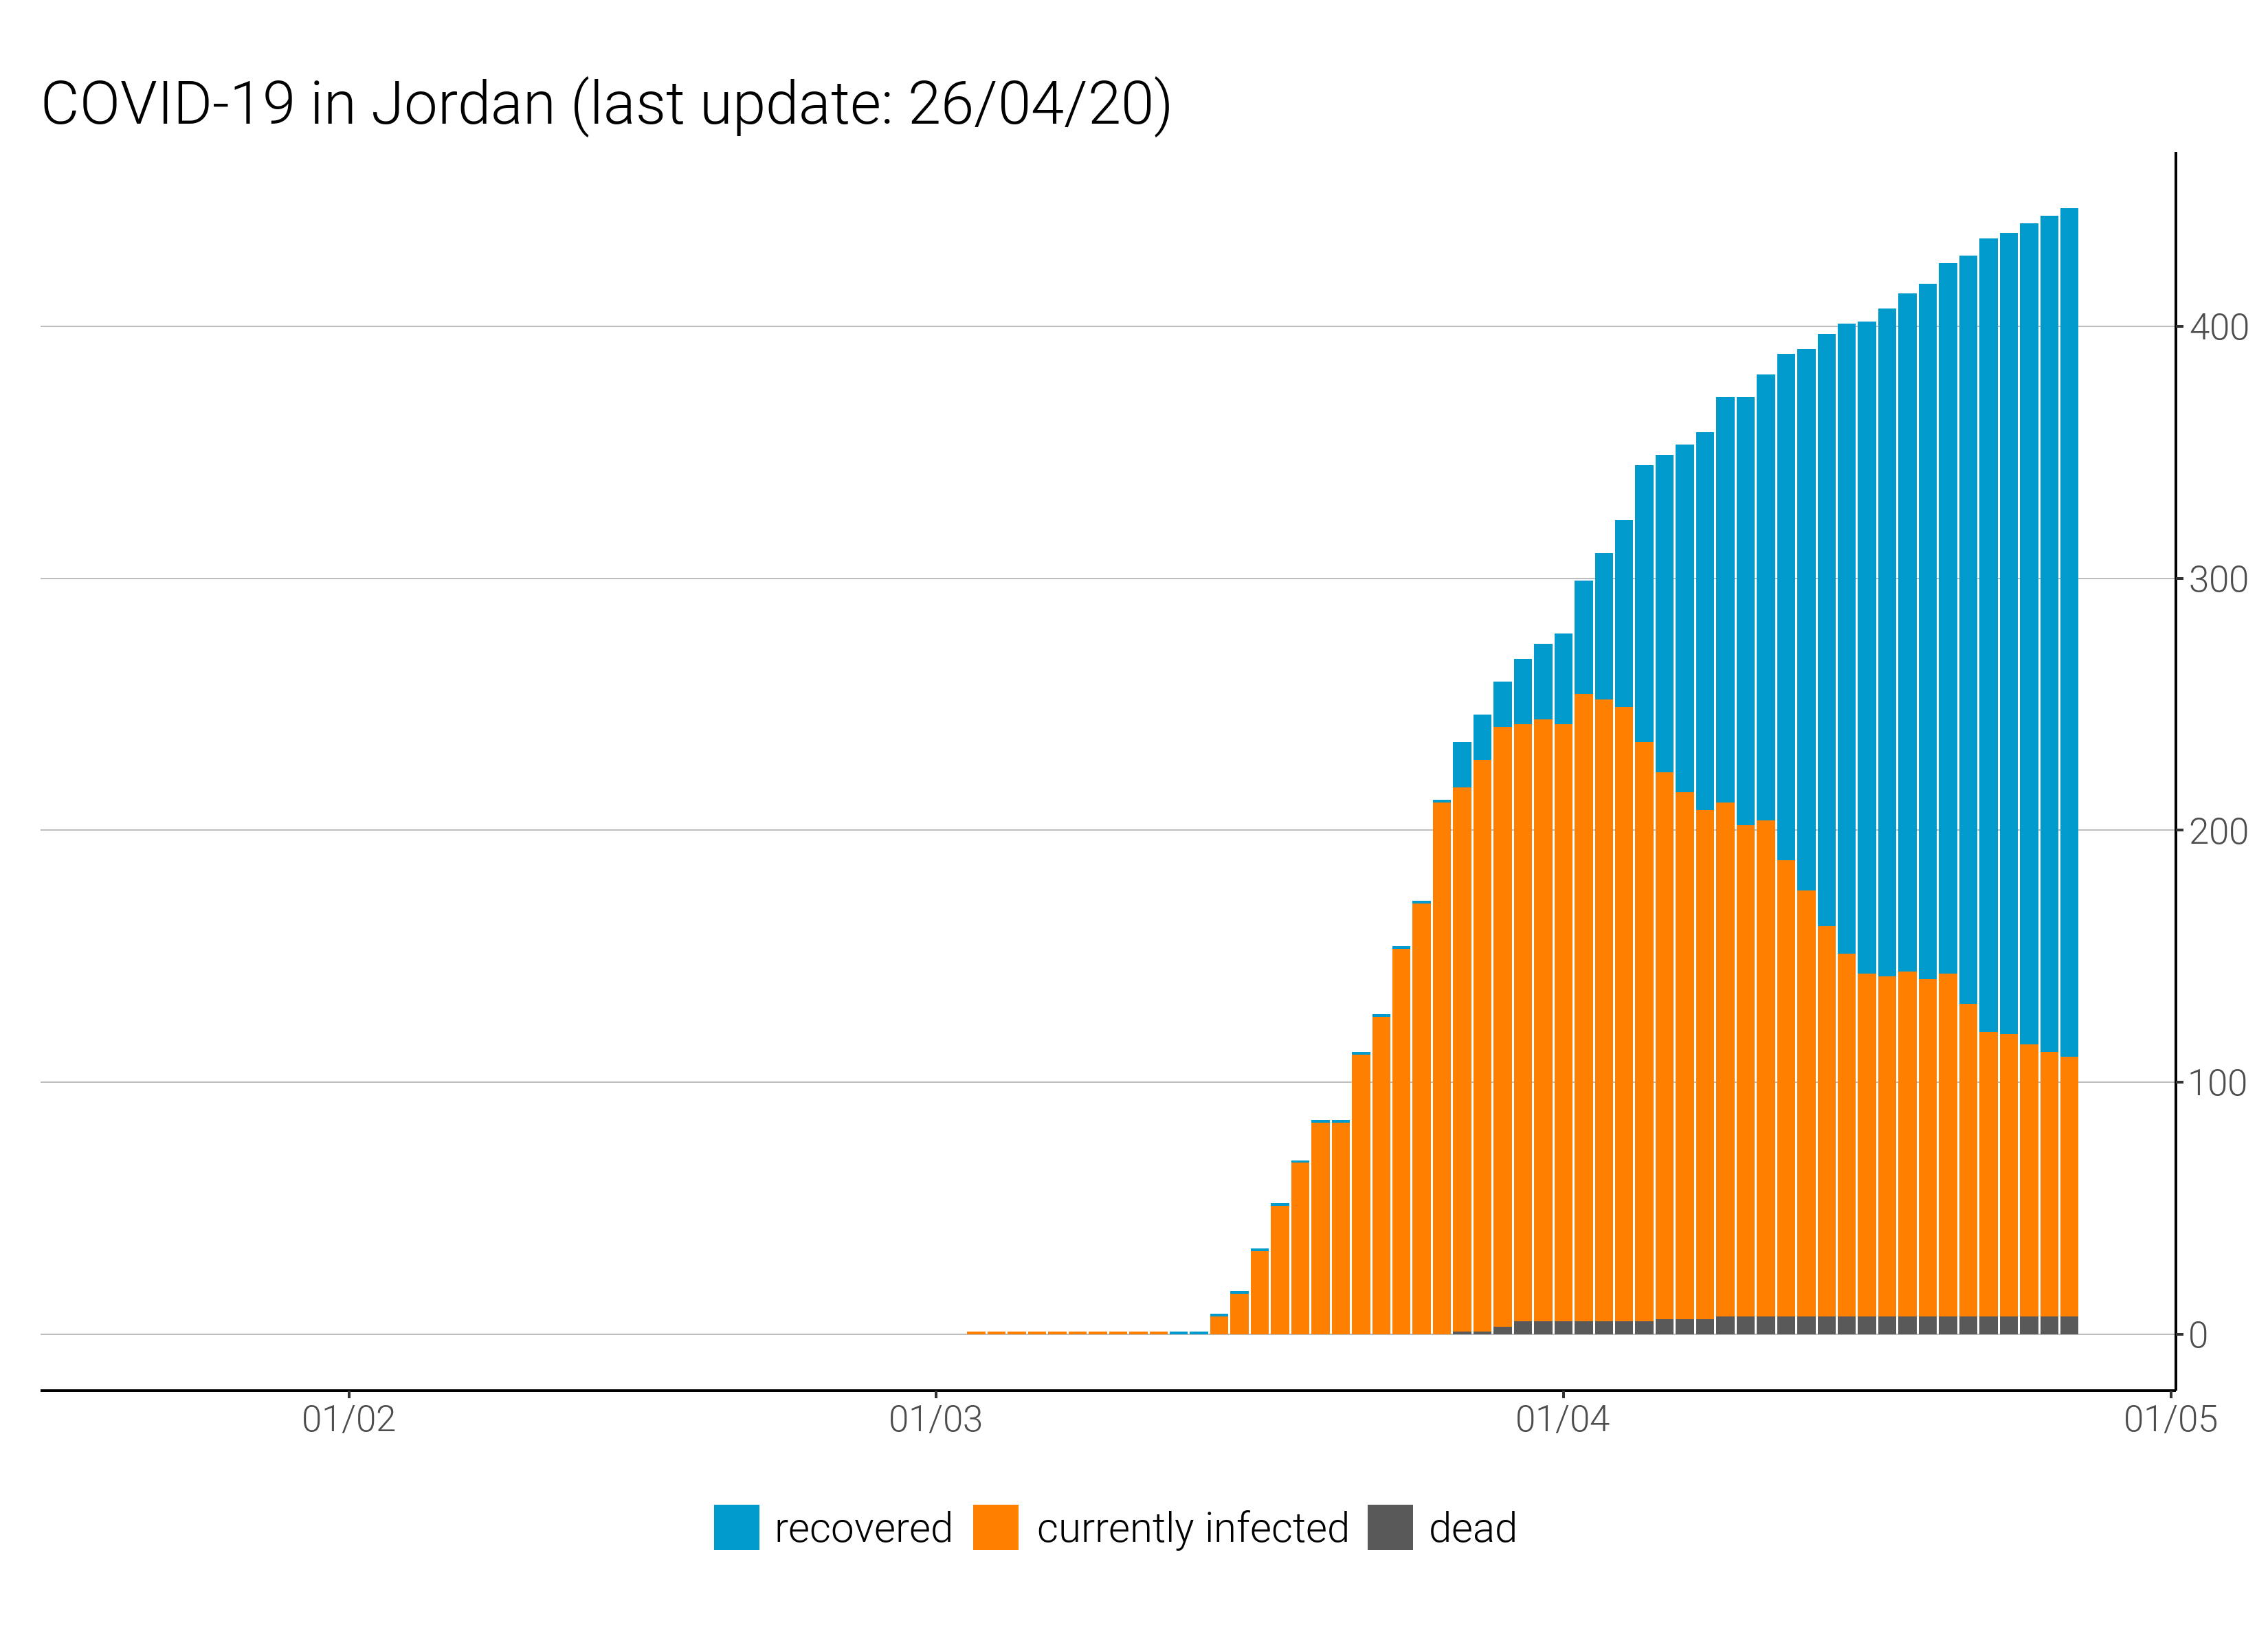 COVID-19 in Jordan (last update: 26/04/20)
400
300
200
100
0
01/02 01/03 01/04 01/05
recovered currently infected dead